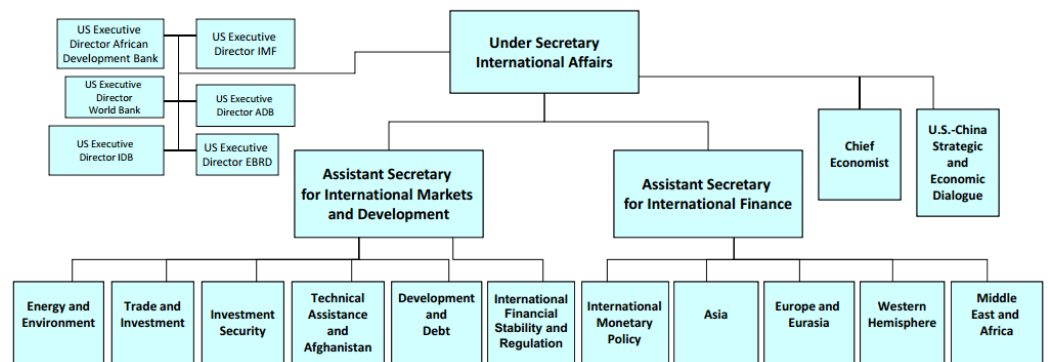 US Executive
Director African
Development Bank
US Executive
Director IMF
US Executive
Director
World Bank
US Executive
Director ADB
US Executive
Director IDB
US Executive
Director EBRD
Under Secretary
International Affairs
Chief
Economist
U.S.-China
Strategic
and
Economic
Dialogue
Assistant Secretary
for International Markets
and Development
Assistant Secretary
for International Finance
Energy and
Environment
Trade and
Investment
Investment
Security
Technical
Assistance
and
Afghanistan
Development
and
Debt
International
Financial
Stability and
Regulation
International
Monetary
Policy
Asia
Europe and
Eurasia
Western
Hemisphere
Middle
East and
Africa